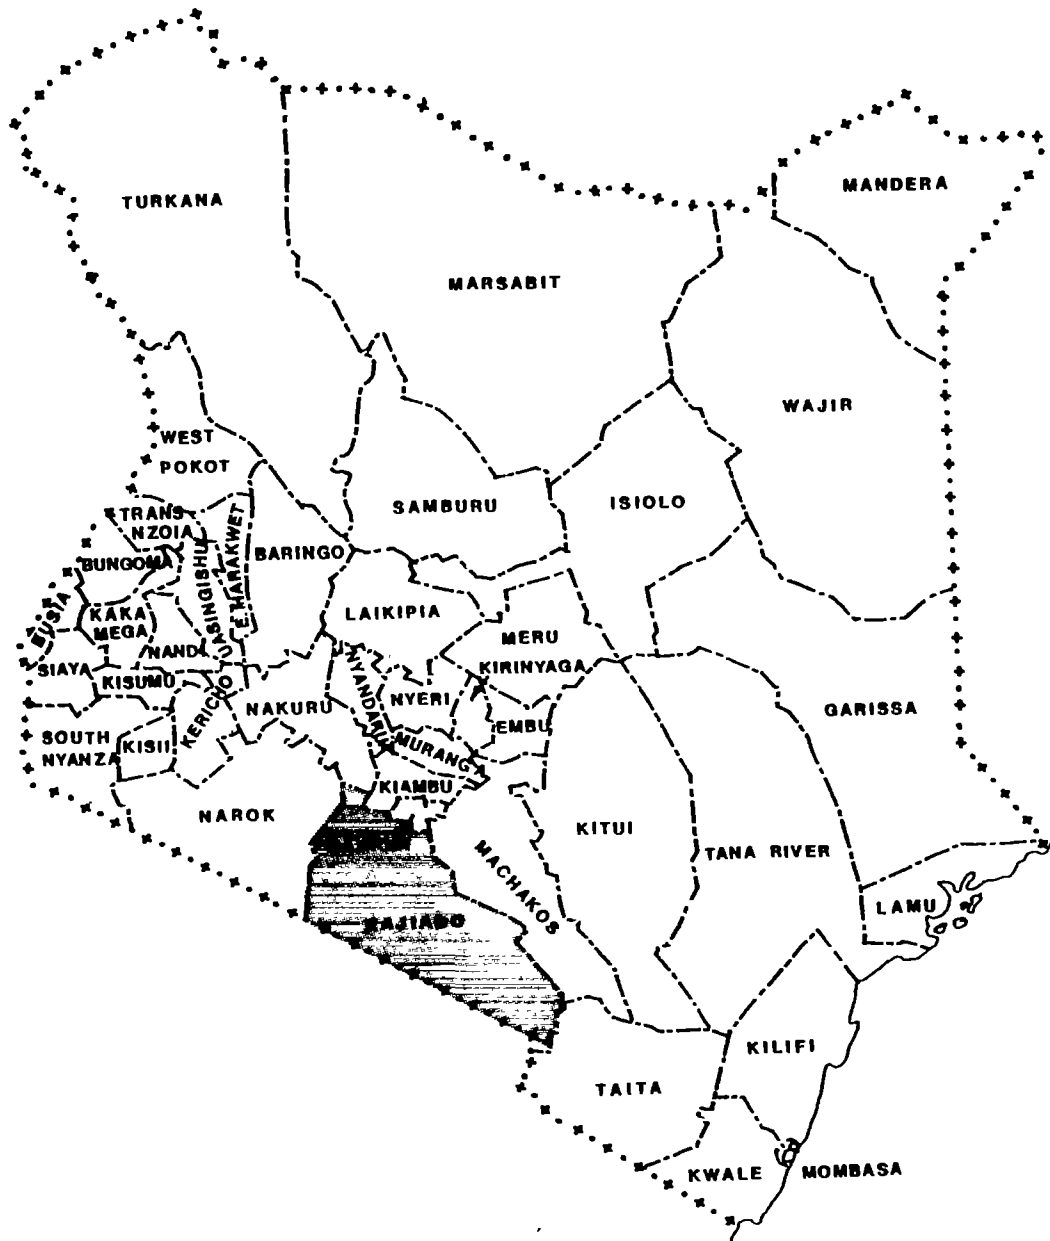 MANDERA
TURKANA
MARSABIT
WAJIR
WEST
POKOT
SAMBURU
ISIOLO
TRANS
NZOIA
E. MARAKWET
UASINGISHU
BARINGO
BUNGOMA
BUSIA
KAKA
MEGA
LAIKIPIA
MERU
NANDI
SIAYA
KISUMU
KIRINYAGA
NYANDARU
NYERI
KERICHO
NAKURU
GARISSA
EMBU
SOUTH
NYANZA
KISII
MURANG
KIAMBU
NAROK
KITUI
MACHAKOS
TANA RIVER
LAMU
KAJIADO
KILIFI
TAITA
KWALE
MOMBASA